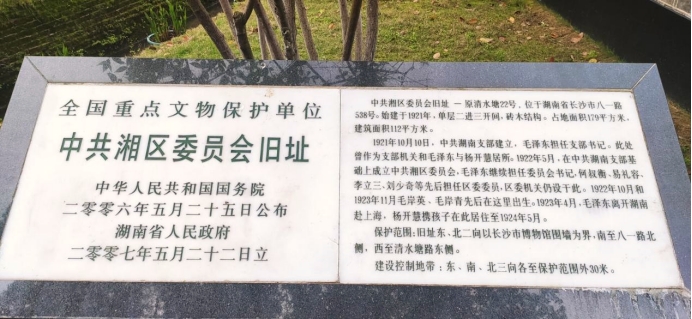 全国重点文物保护单位
中共湘区委员会旧址
中华人民共和国国务院
二〇〇六年五月二十五日公布
湖南省人民政府
二〇〇七年五月二十二日立
中共湘区委员会旧址 — 原清水塘22号，位于湖南省长沙市八一路
538号。始建于1921年，单层二进三开间，砖木结构。占地面积179平方米，
建筑面积112平方米。
1921年10月10日，中共湖南支部建立，毛泽东担任支部书记。此处
曾作为支部机关和毛泽东与杨开慧居所。1922年5月，在中共湖南支部基
础上成立中共湘区委员会，毛泽东继续担任委员会书记，何叔衡、易礼容、
李立三、刘少奇等先后担任区委委员，区委机关仍设于此。1922年10月和
1923年11月毛岸英、毛岸青先后在这里出生。1923年4月，毛泽东离开湖南
赴上海，杨开慧携孩子在此居住至1924年5月。
保护范围：旧址东、北二向以长沙市博物馆围墙为界，南至八一路北
侧，西至清水塘路东侧。
建设控制地带：东、南、北三向各至保护范围外30米。